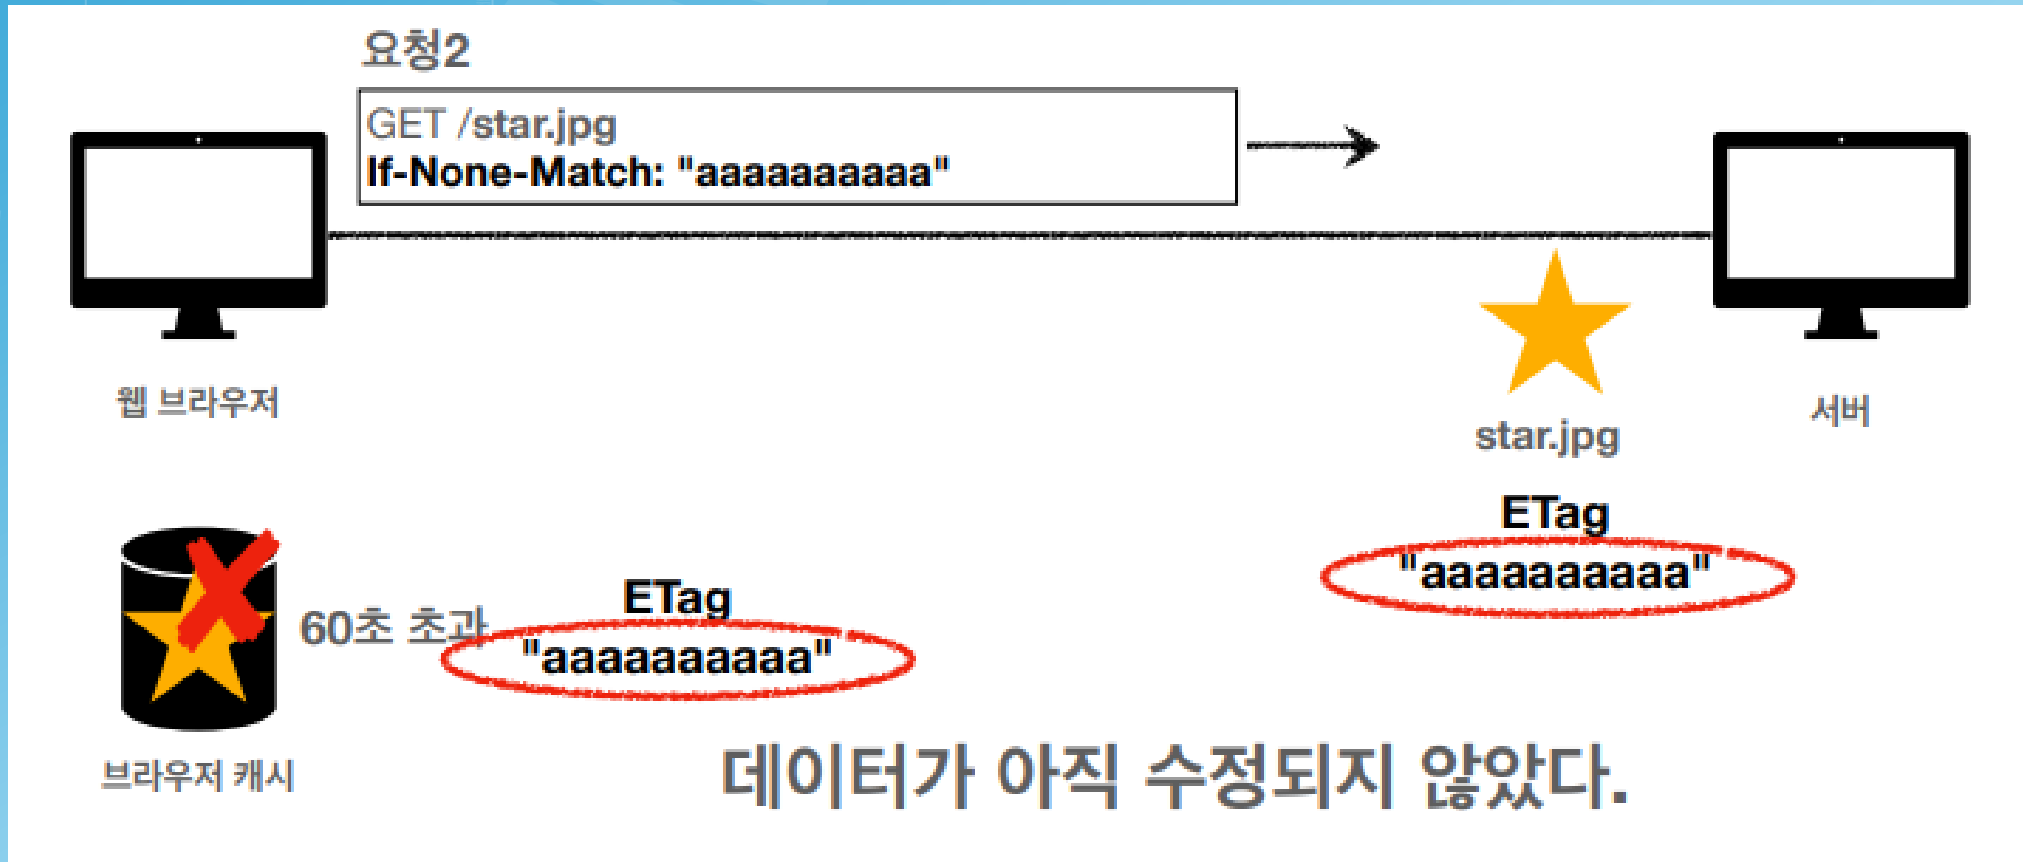 요청2
GET /star.jpg
If-None-Match: "aaaaaaaaaa"
웹 브라우저
서버
star.jpg
ETag
"aaaaaaaaaa"
60초 초과
ETag
"aaaaaaaaaa"
브라우저 캐시
데이터가 아직 수정되지 않았다.